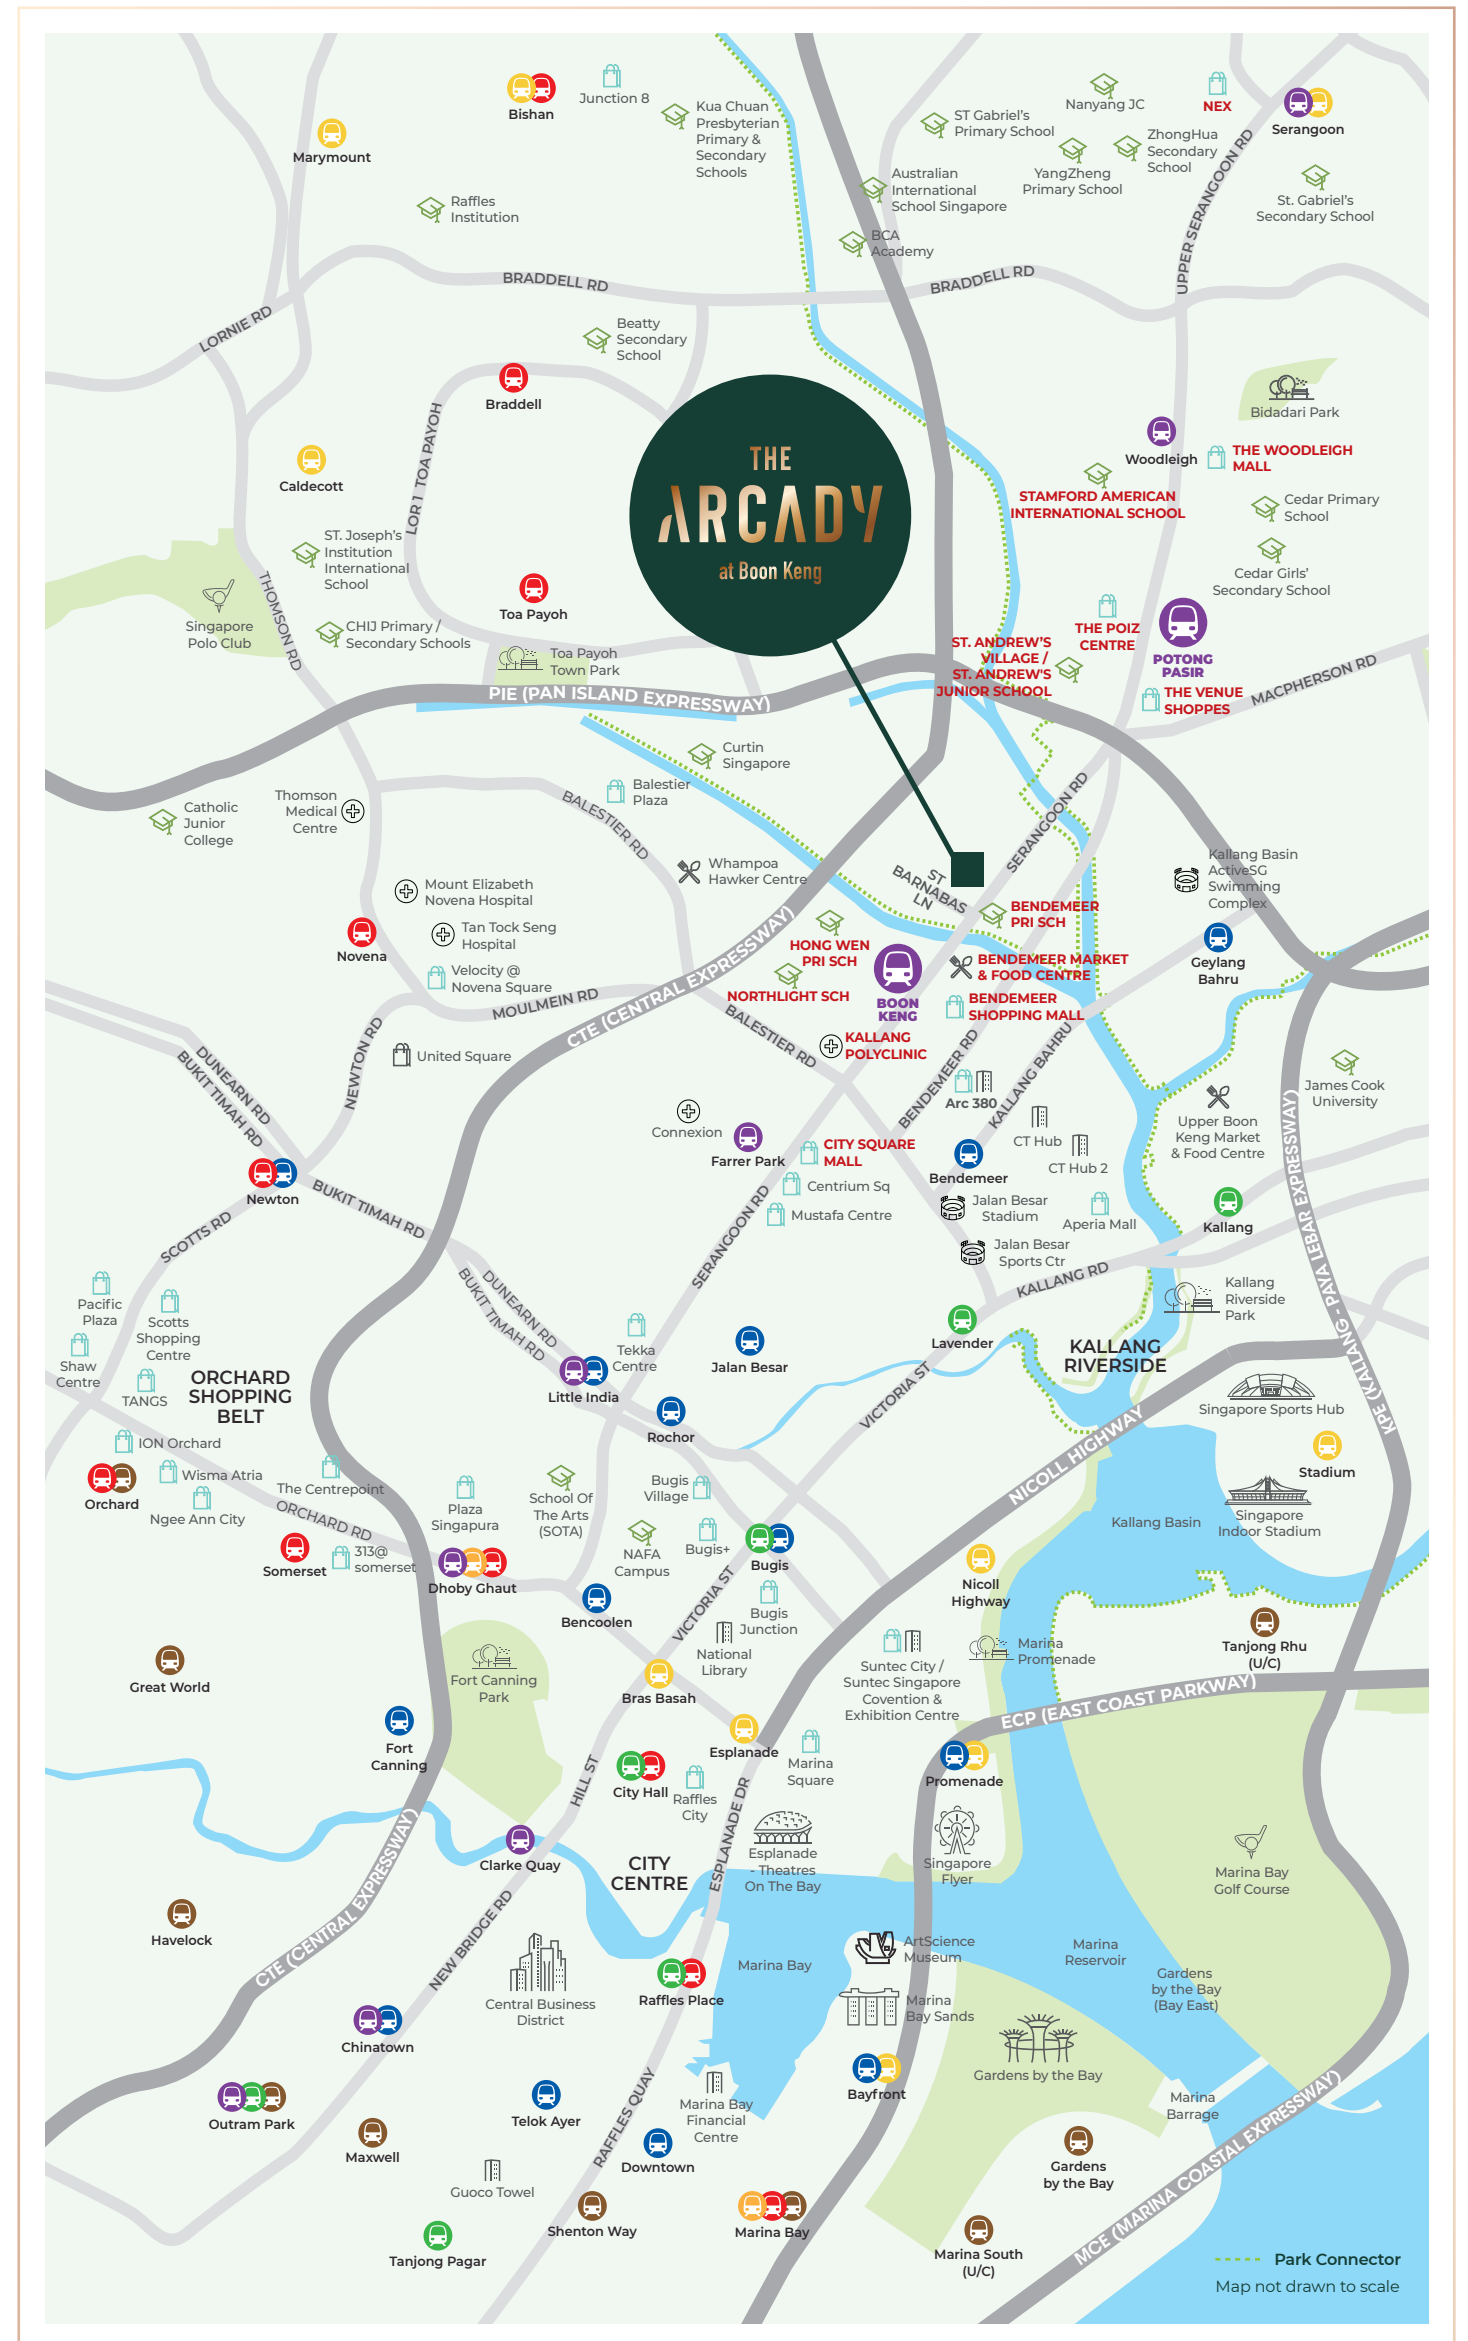 Bishan
Junction 8
Kua Chuan
Presbyterian
Primary &
Secondary
Schools
ST Gabriel's
Primary School
Nanyang JC
NEX
Serangoon
Marymount
ZhongHua
Secondary
School
YangZheng
Primary School
Australian
International
School Singapore
St. Gabriel's
Secondary School
Raffles
Institution
BCA
Academy
UPPER SERANGOON RD
BRADDELL RD
BRADDELL RD
LORNIE RD
Beatty
Secondary
School
Braddell
Bidadari Park
LOR 1 TOA PAYOH
THE
ARCADY
at Boon Keng
Woodleigh
THE WOODLEIGH
MALL
Caldecott
STAMFORD AMERICAN
INTERNATIONAL SCHOOL
Cedar Primary
School
ST. Joseph's
Institution
International
School
Cedar Girls'
Secondary School
THOMSON RD
Singapore
Polo Club
Toa Payoh
CHIJ Primary /
Secondary Schools
THE POIZ
CENTRE
POTONG
PASIR
ST. ANDREW'S
VILLAGE /
ST. ANDREW'S
JUNIOR SCHOOL
Toa Payoh
Town Park
THE VENUE
SHOPPES
MACPHERSON RD
PIE (PAN ISLAND EXPRESSWAY)
Curtin
Singapore
Balestier
Plaza
BALESTIER RD
Thomson
Medical
Centre
Catholic
Junior
College
SERANGOON RD
Whampoa
Hawker Centre
ST
BARNABAS
LN
Kallang Basin
ActiveSG
Swimming
Complex
Mount Elizabeth
Novena Hospital
Tan Tock Seng
Hospital
Novena
Velocity @
Novena Square
MOULMEIN RD
CTE (CENTRAL EXPRESSWAY)
BENDEMEER
PRI SCH
HONG WEN
PRI SCH
NORTHLIGHT SCH
BOON
KENG
BENDEMEER MARKET
& FOOD CENTRE
BENDEMEER
SHOPPING MALL
Geylang
Bahru
BALESTIER RD
KALLANG
POLYCLINIC
BENDEMEER RD
KALLANG BAHRU
DUNEARN RD
BUKIT TIMAH RD
NEWTON RD
United Square
Arc 380
CT Hub
CT Hub 2
James Cook
University
Upper Boon
Keng Market
& Food Centre
Connexion
Farrer Park
CITY SQUARE
MALL
Centrium Sq
Mustafa Centre
Bendemeer
Jalan Besar
Stadium
Aperia Mall
Kallang
Newton
BUKIT TIMAH RD
SCOTTS RD
SERANGOON RD
Jalan Besar
Sports Ctr
KALLANG RD
KPE (KALLANG - PAYA LEBAR EXPRESSWAY)
Kallang
Riverside
Park
Pacific
Plaza
Scotts
Shopping
Centre
Shaw
Centre
TANGS
ORCHARD
SHOPPING
BELT
DUNEARN RD
BUKIT TIMAH RD
Tekka
Centre
Little India
Jalan Besar
Lavender
KALLANG
RIVERSIDE
VICTORIA ST
Rochor
Singapore Sports Hub
NICOLL HIGHWAY
Stadium
ION Orchard
Wisma Atria
Orchard
Ngee Ann City
The Centrepoint
ORCHARD RD
Plaza
Singapura
School Of
The Arts
(SOTA)
Bugis
Village
Bugis+
NAFA
Campus
Bugis
Kallang Basin
Singapore
Indoor Stadium
Somerset
313@
somerset
Dhoby Ghaut
Bencoolen
VICTORIA ST
Bugis
Junction
Nicoll
Highway
National
Library
Suntec City /
Suntec Singapore
Covention &
Exhibition Centre
Marina
Promenade
Tanjong Rhu
(U/C)
Great World
Fort Canning
Park
Bras Basah
ECP (EAST COAST PARKWAY)
Fort
Canning
Esplanade
Marina
Square
Promenade
HILL ST
City Hall
Raffles
City
ESPLANADE DR
Esplanade
- Theatres
On The Bay
Singapore
Flyer
Clarke Quay
CITY
CENTRE
Marina Bay
Golf Course
CTE (CENTRAL EXPRESSWAY)
NEW BRIDGE RD
Havelock
ArtScience
Museum
Marina
Reservoir
Marina Bay
Gardens
by the Bay
(Bay East)
Central Business
District
Raffles Place
Marina
Bay Sands
Chinatown
Gardens by the Bay
Bayfront
Outram Park
Telok Ayer
RAFFLES QUAY
Marina Bay
Financial
Centre
Marina
Barrage
Maxwell
Downtown
Gardens
by the Bay
Guoco Towel
MCE (MARINA COASTAL EXPRESSWAY)
Shenton Way
Marina Bay
Tanjong Pagar
Marina South
(U/C)
Park Connector
Map not drawn to scale